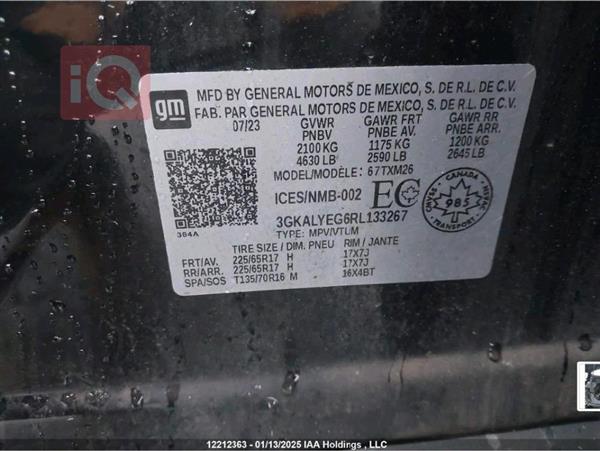 iQ
gm
MFD BY GENERAL MOTORS DE MEXICO, S. DE R.L. DE C.V.
FAB. PAR GENERAL MOTORS DE MEXICO, S. DE R.L. DE C.V.
07/23 GVWR GAWR FRT GAWR RR
PNBV PNBE AV. PNBE ARR.
2100 KG 1175 KG 1200 KG
4630 LB 2590 LB 2645 LB
MODEL/MODÈLE: 67TXM26
ICES/NMB-002 EC
CANADA
985
3GKALYEG6RL133267
384A
TYPE: MPV/VTUM
TIRE SIZE / DIM. PNEU RIM / JANTE
FRT/AV. 225/65R17 H 17X7J
RR/ARR. 225/65R17 H 17X7J
SPA/SOS T135/70R16 M 16X4BT
12212363 - 01/13/2025 IAA Holdings , LLC